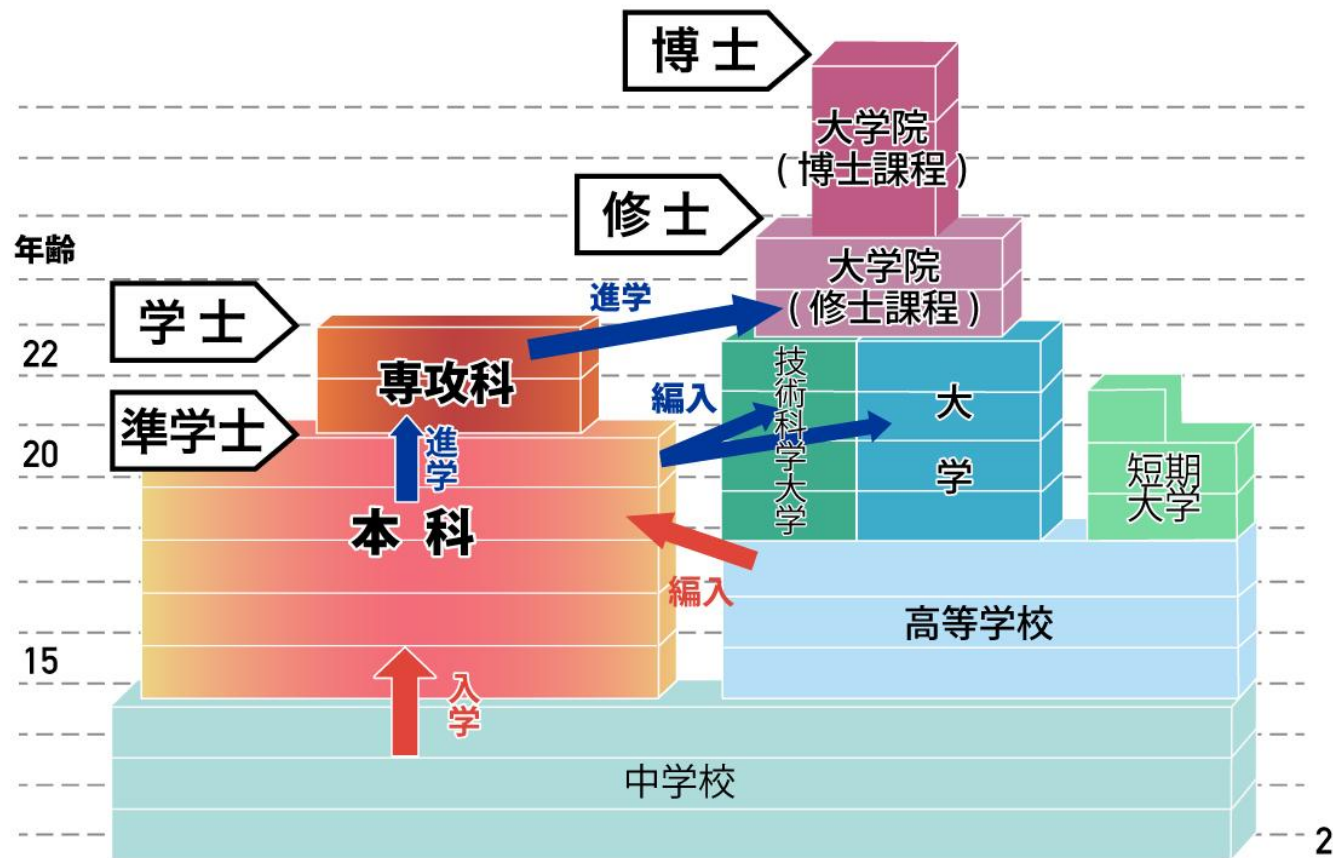 博士
大学院
(博士課程)
修士
年齢
大学院
(修士課程)
進学
学士
22
専攻科
編入
技術科学大学
大学
準学士
20
進学
短期
大学
本科
編入
高等学校
15
入学
中学校
2